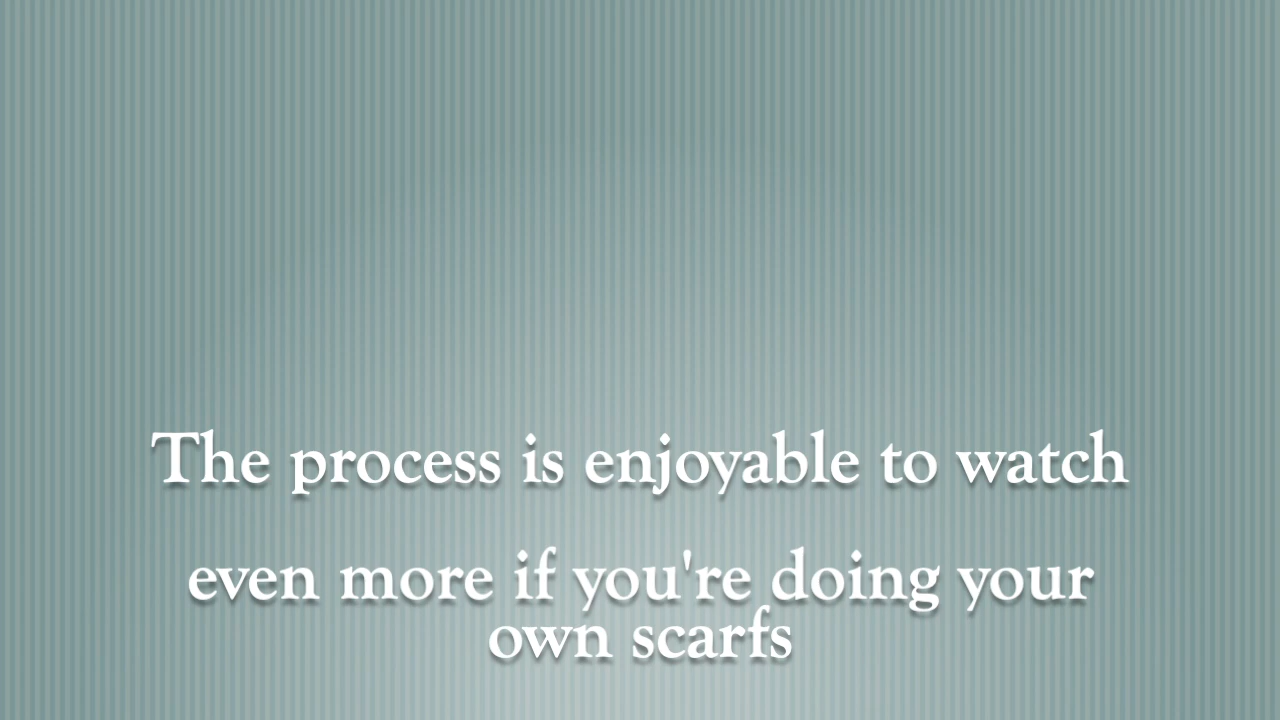 The process is enjoyable to watch
even more if you're doing your
own scarfs